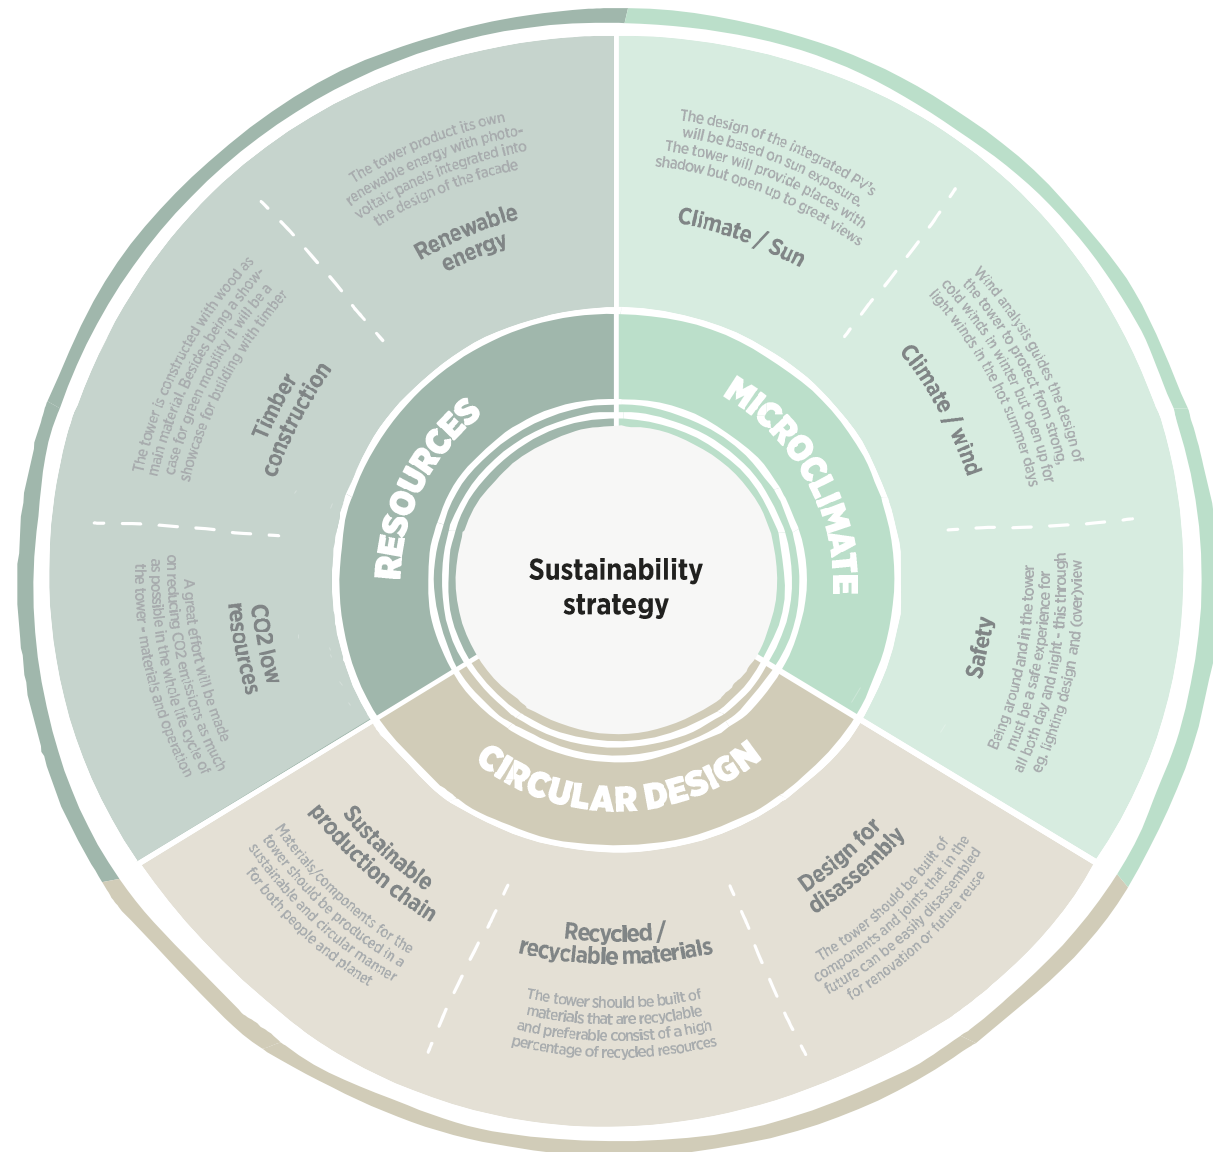 Sustainability
strategy
RESOURCES
Renewable
energy
The tower product its own
renewable energy with photo-
voltaic panels integrated into
the design of the facade
Timber
construction
The tower is constructed with wood as
main material. Besides being a show-
case for green mobility it will be a
showcase for building with timber
CO2 low
resources
A great effort will be made
on reducing CO2 emissions as much
as possible in the whole life cycle of
the tower - materials and operation
MICROCLIMATE
The design of the integrated PV's
will be based on sun exposure.
The tower will provide places with
shadow but open up to great views
Climate / Sun
Wind analysis guides the design of
the tower to protect from strong,
cold winds in winter but open up for
light winds in the hot summer days
Climate / wind
Safety
Being around and in the tower
must be a safe experience for
all both day and night - this through
eg. lighting design and (over)view
CIRCULAR DESIGN
Sustainable
production chain
Materials/components for the
tower should be produced in a
sustainable and circular manner
for both people and planet
Recycled /
recyclable materials
The tower should be built of
materials that are recyclable
and preferable consist of a high
percentage of recycled resources
Design for
disassembly
The tower should be built of
components and joints that in the
future can be easily disassembled
for renovation or future reuse